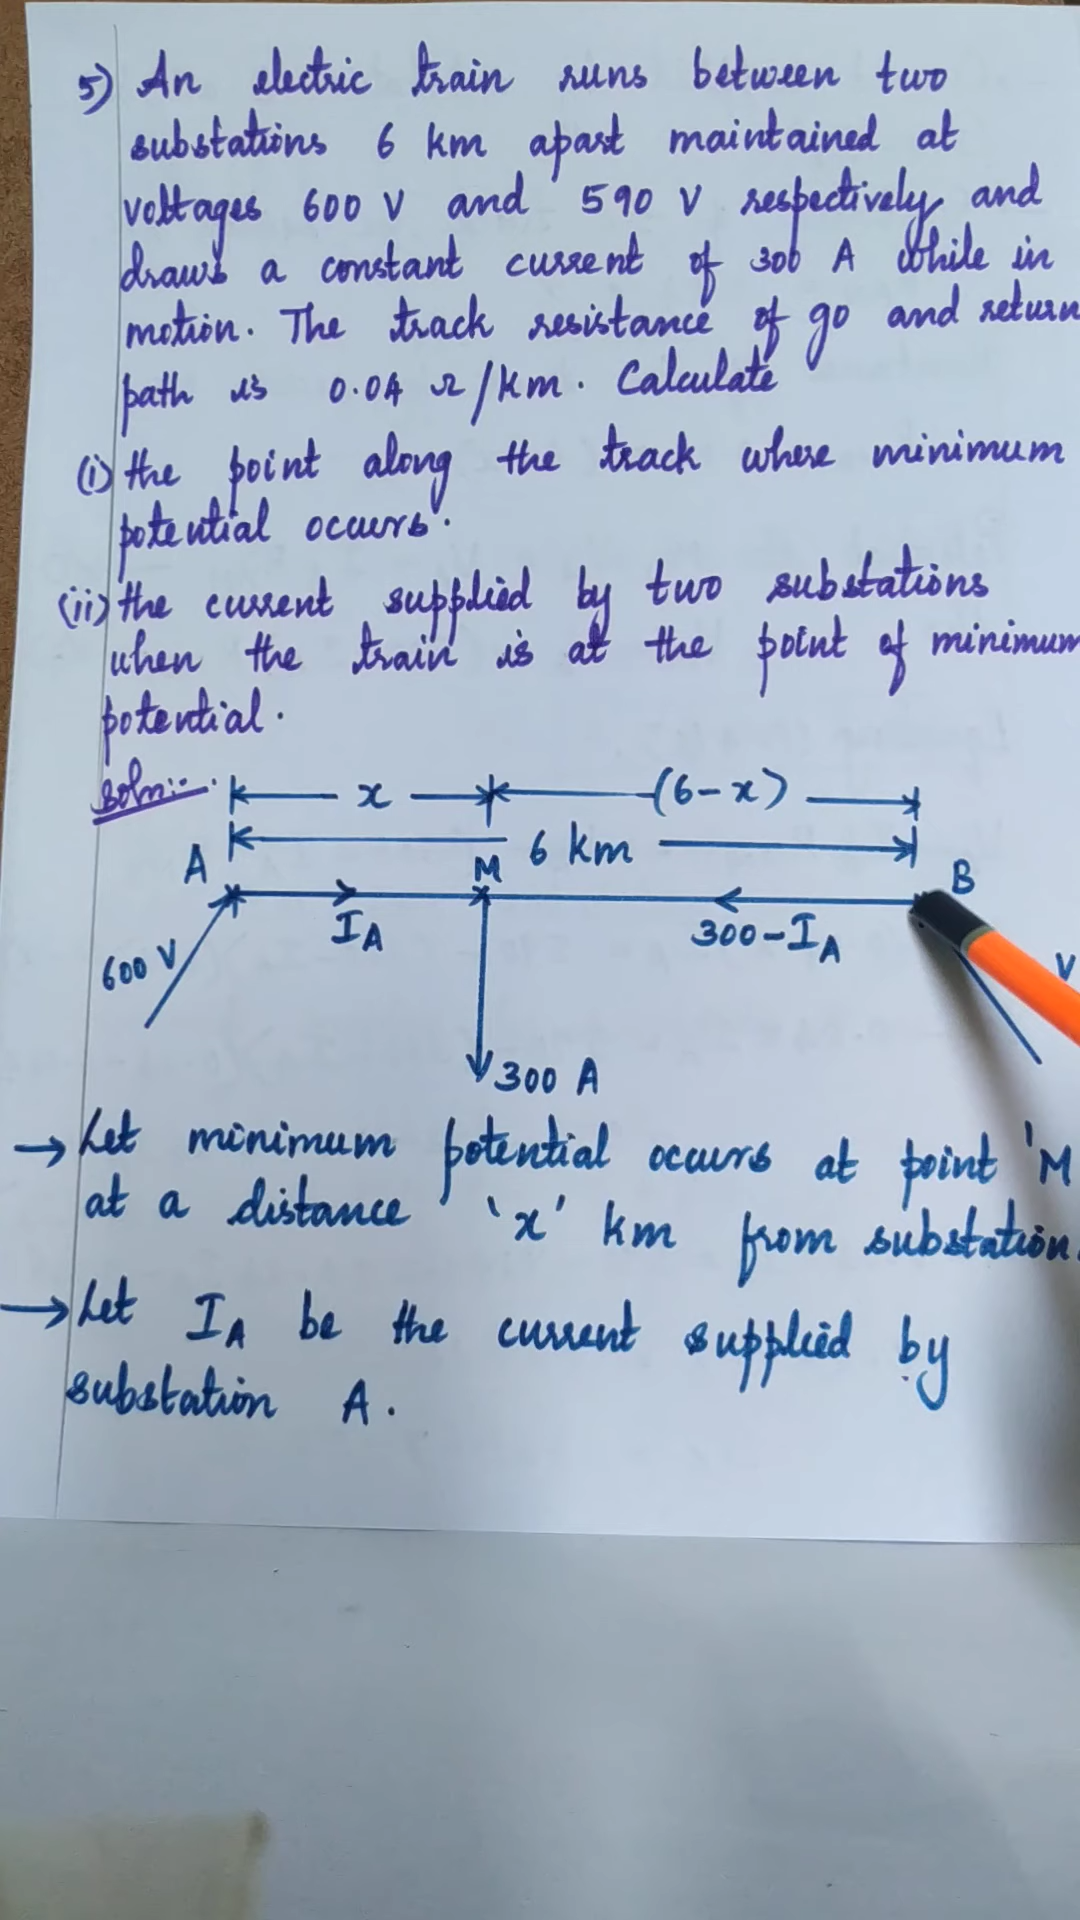 5) An electric train runs between two
substations 6 km apart maintained at
voltages 600 V and 590 V respectively and
draws a constant current of 300 A while in
motion. The track resistance of go and return
path is 0.04 Ω/km. Calculate
(i) the point along the track where minimum
potential occurs.
(ii) the current supplied by two substations
when the train is at the point of minimum
potential.
Soln:-
x (6-x)
6 km
A M B
I_A 300-I_A
600 V V
300 A
→ Let minimum potential occurs at point 'M
at a distance 'x' km from substation
→ Let I_A be the current supplied by
substation A.